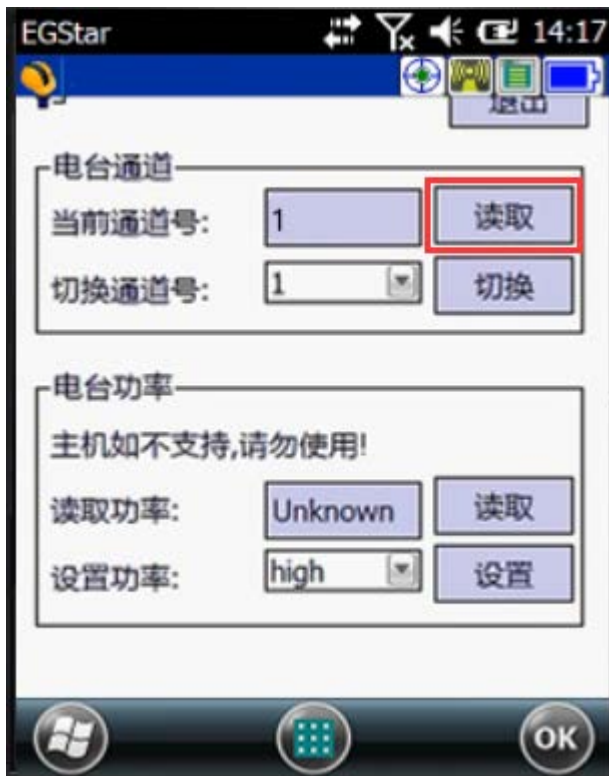 EGStar 14:17
退出
电台通道
当前通道号: 1 读取
切换通道号: 1 切换
电台功率
主机如不支持,请勿使用!
读取功率: Unknown 读取
设置功率: high 设置
OK